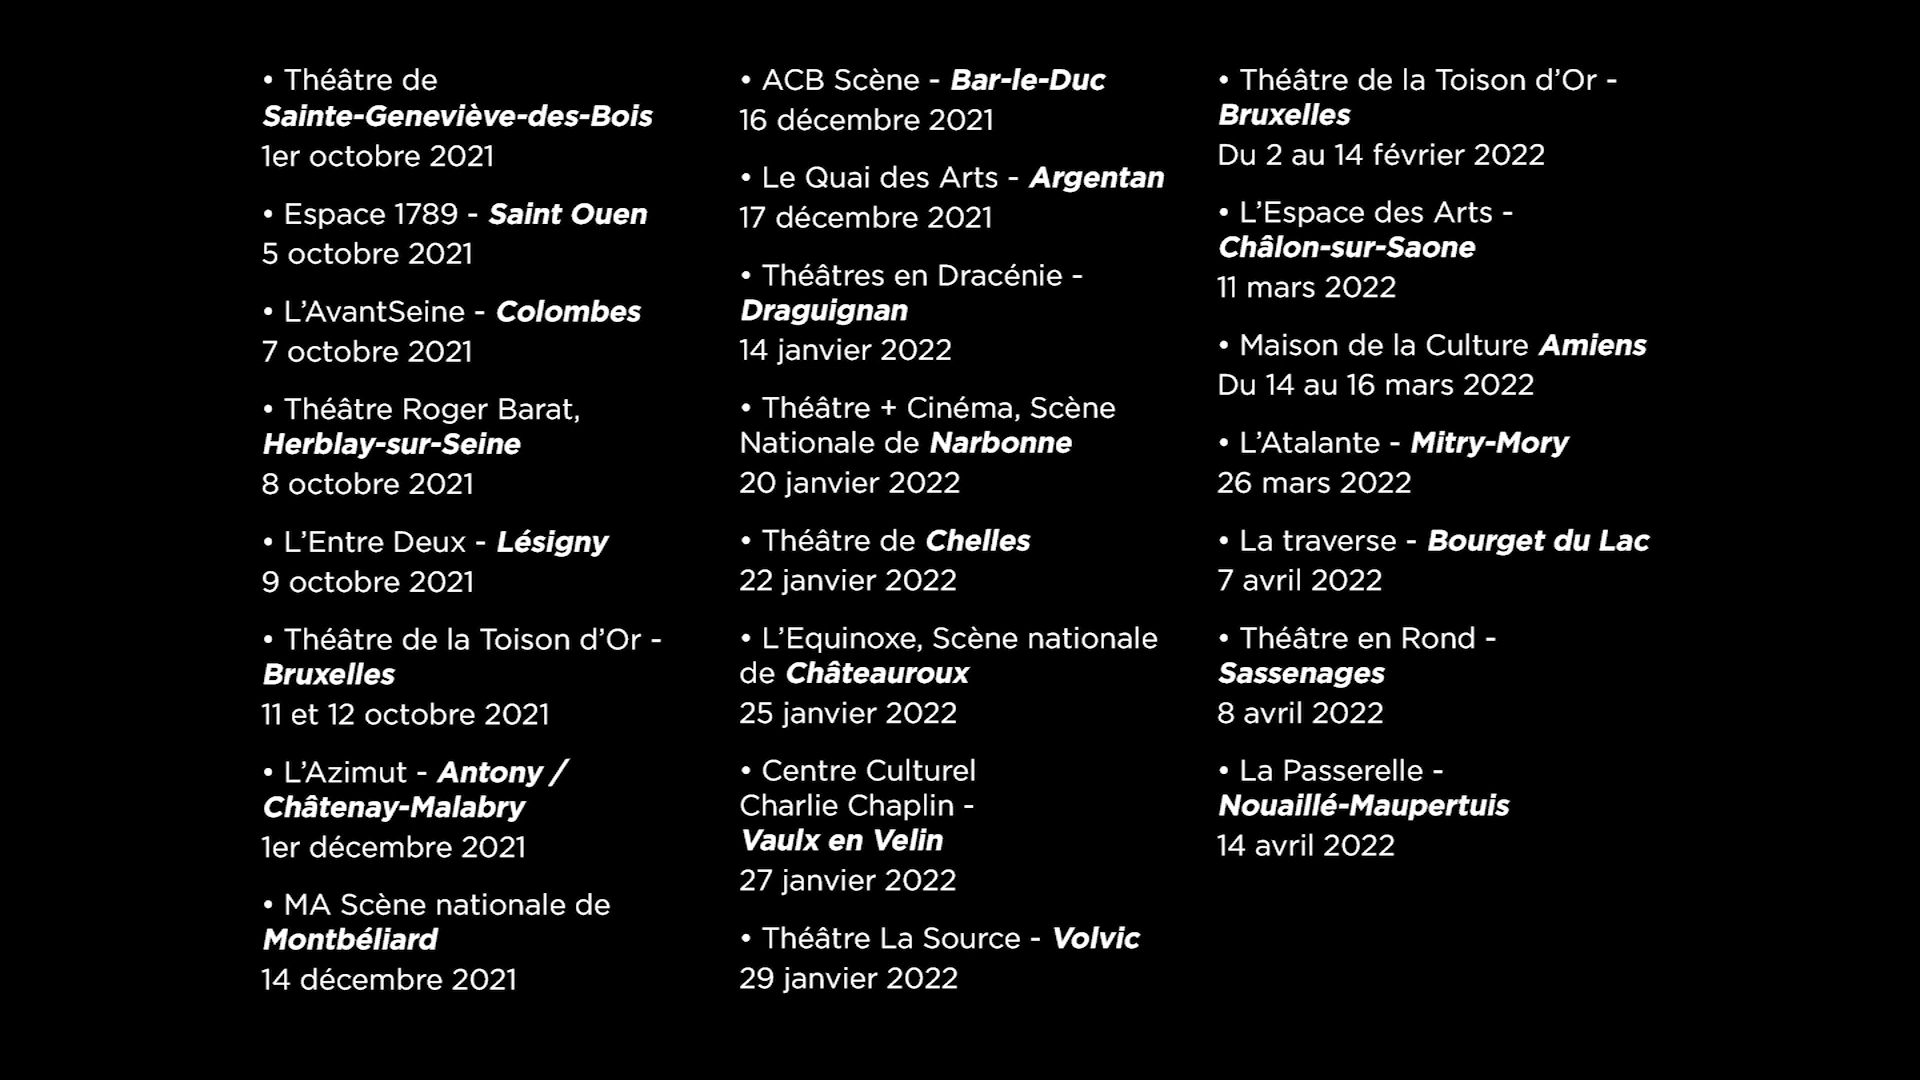 • Théâtre de
Sainte-Geneviève-des-Bois
1er octobre 2021
• Espace 1789 - Saint Ouen
5 octobre 2021
• L’AvantSeine - Colombes
7 octobre 2021
• Théâtre Roger Barat,
Herblay-sur-Seine
8 octobre 2021
• L’Entre Deux - Lésigny
9 octobre 2021
• Théâtre de la Toison d’Or -
Bruxelles
11 et 12 octobre 2021
• L’Azimut - Antony /
Châtenay-Malabry
1er décembre 2021
• MA Scène nationale de
Montbéliard
14 décembre 2021
• ACB Scène - Bar-le-Duc
16 décembre 2021
• Le Quai des Arts - Argentan
17 décembre 2021
• Théâtres en Dracénie -
Draguignan
14 janvier 2022
• Théâtre + Cinéma, Scène
Nationale de Narbonne
20 janvier 2022
• Théâtre de Chelles
22 janvier 2022
• L’Equinoxe, Scène nationale
de Châteauroux
25 janvier 2022
• Centre Culturel
Charlie Chaplin -
Vaulx en Velin
27 janvier 2022
• Théâtre La Source - Volvic
29 janvier 2022
• Théâtre de la Toison d’Or -
Bruxelles
Du 2 au 14 février 2022
• L’Espace des Arts -
Châlon-sur-Saone
11 mars 2022
• Maison de la Culture Amiens
Du 14 au 16 mars 2022
• L’Atalante - Mitry-Mory
26 mars 2022
• La traverse - Bourget du Lac
7 avril 2022
• Théâtre en Rond -
Sassenages
8 avril 2022
• La Passerelle -
Nouaillé-Maupertuis
14 avril 2022